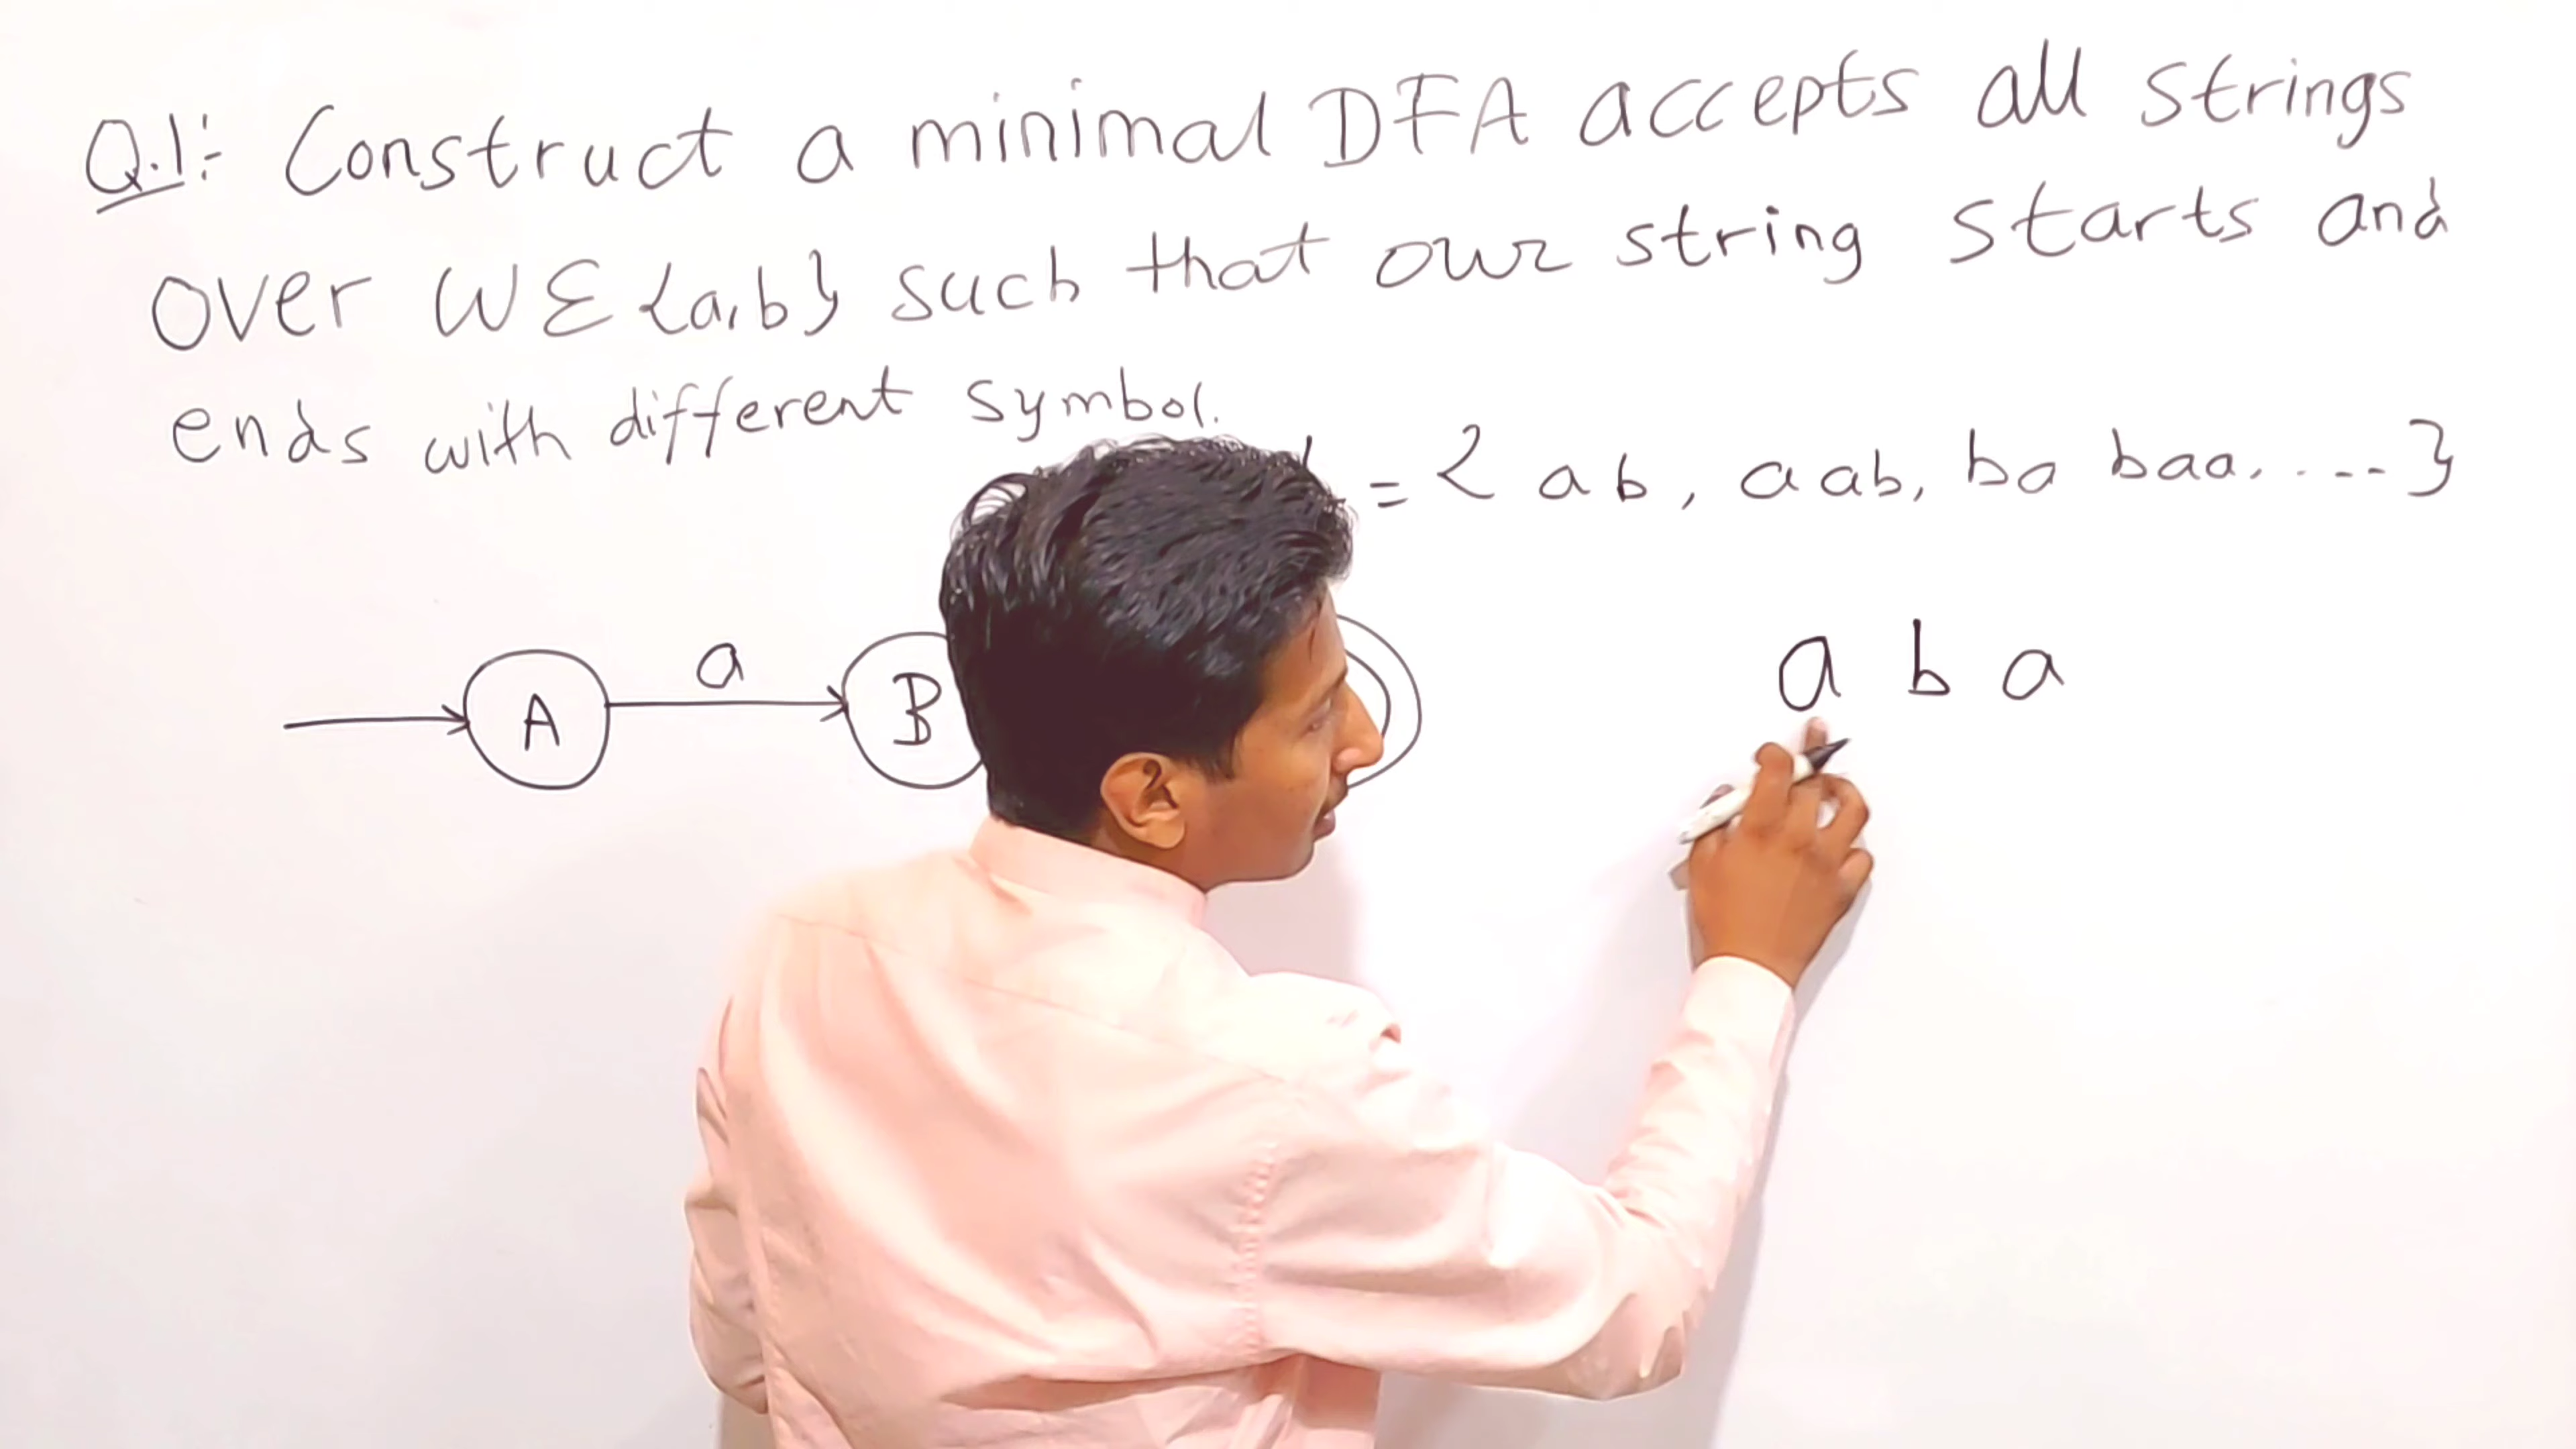 Q.1:- Construct a minimal DFA accepts all strings
over W Ɛ {a,b} such that our string starts and
ends with different symbol.
= { ab, aab, ba baa, .... }
A a B
a b a